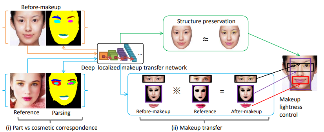 Before-makeup
Structure preservation
≈
Deep localized makeup transfer network
※
=
Reference
Parsing
Before-makeup
Reference
After-makeup
Makeup
lightness
control
(i) Part vs cosmetic correspondence
(ii) Makeup transfer